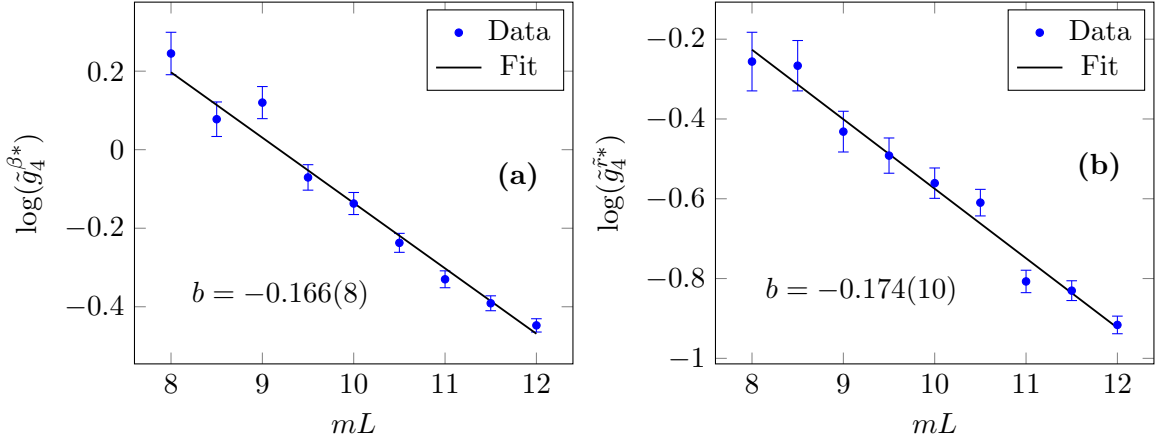 Data
Fit
0.2
0
−0.2
−0.4
log(g̃₄^β*)
(a)
b = −0.166(8)
8 9 10 11 12
mL
Data
Fit
−0.2
−0.4
−0.6
−0.8
−1
log(g̃₄^r̃*)
(b)
b = −0.174(10)
8 9 10 11 12
mL